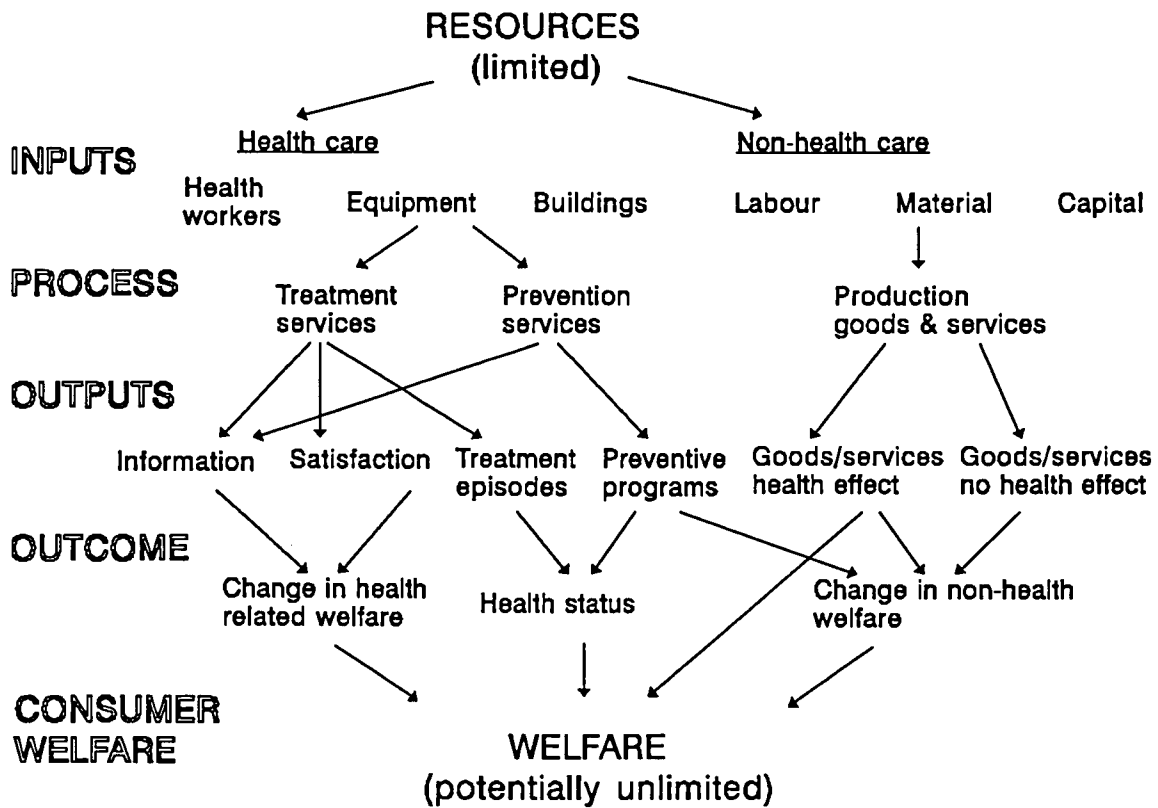 RESOURCES
(limited)
INPUTS
Health care
Non-health care
Health
workers
Equipment
Buildings
Labour
Material
Capital
PROCESS
Treatment
services
Prevention
services
Production
goods & services
OUTPUTS
Information
Satisfaction
Treatment
episodes
Preventive
programs
Goods/services
health effect
Goods/services
no health effect
OUTCOME
Change in health
related welfare
Health status
Change in non-health
welfare
CONSUMER
WELFARE
WELFARE
(potentially unlimited)